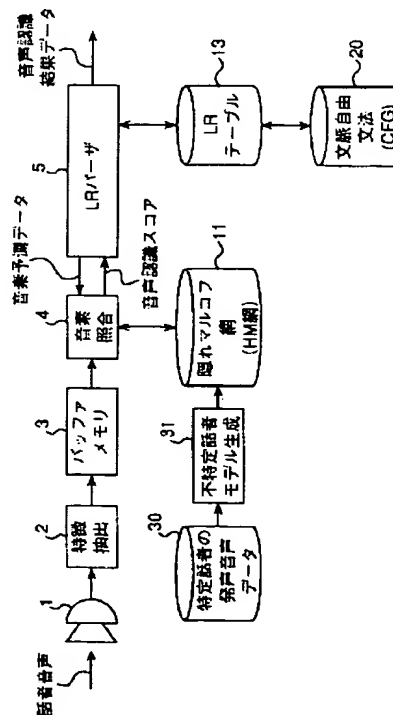 話者音声
1
2
特徴
抽出
3
バッファ
メモリ
4
音素
照合
音素予測データ
音声認識スコア
5
LRパーザ
音声認識
結果データ
30
特定話者の
発声音声
データ
31
不特定話者
モデル生成
11
隠れマルコフ
網
(HM網)
13
LR
テーブル
20
文脈自由
文法
(CFG)